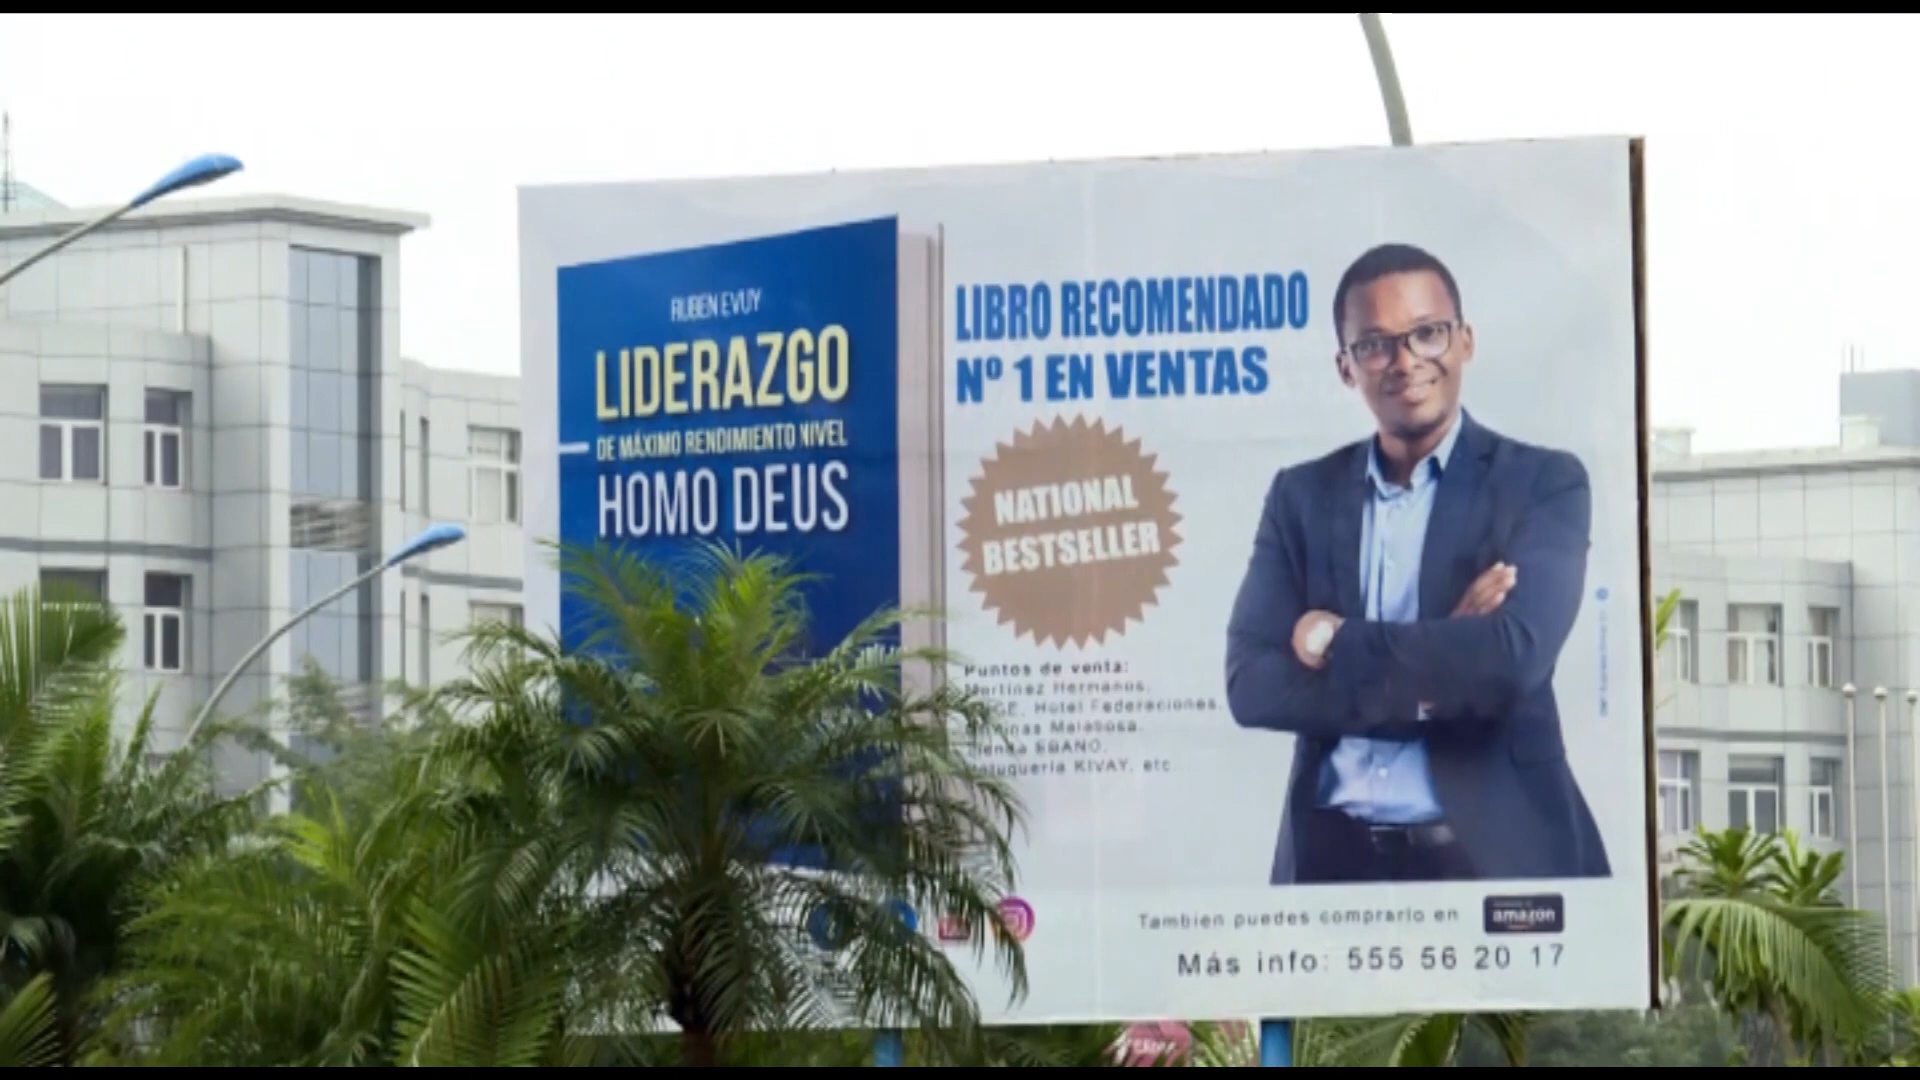 RUBEN EVUY
LIDERAZGO
DE MÁXIMO RENDIMIENTO NIVEL
HOMO DEUS
LIBRO RECOMENDADO
Nº 1 EN VENTAS
NATIONAL
BESTSELLER
Puntos de venta:
Martínez Hermanos,
Hotel Federaciones,
Malabosa,
Tienda EBANO,
KIVAY, etc
Tambien puedes comprarlo en
amazon
Más info: 555 56 20 17